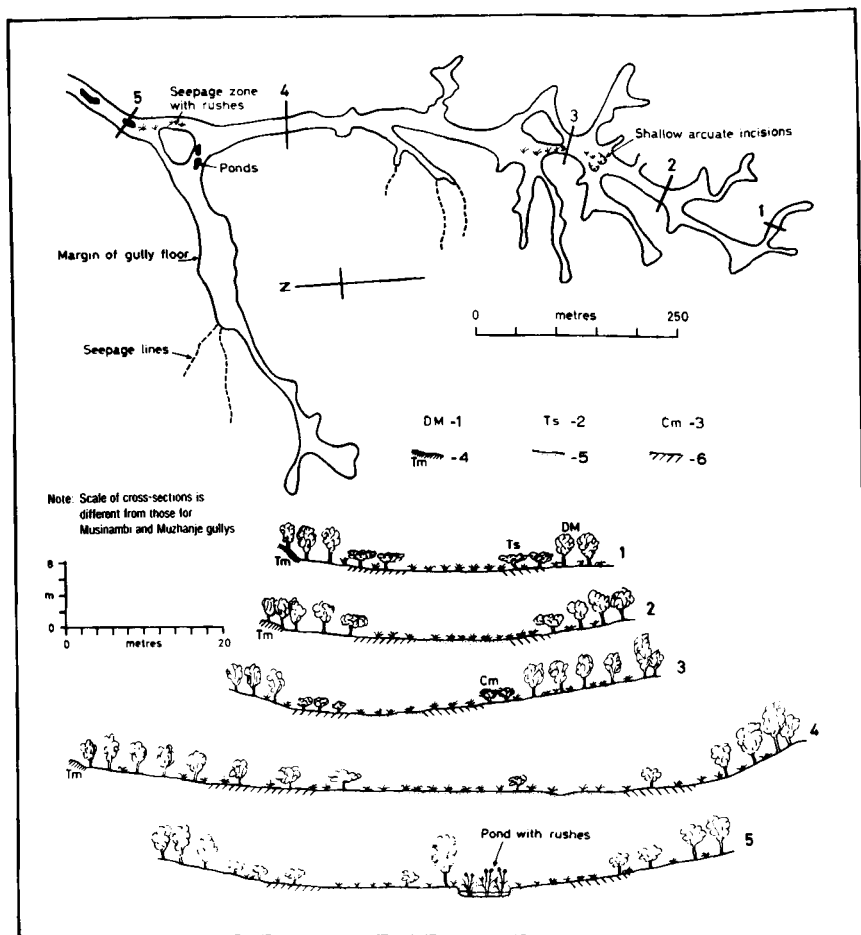 5
Seepage zone
with rushes
4
3
Shallow arcuate incisions
2
1
Ponds
Margin of gully floor
N
0 metres 250
Seepage lines
DM -1 Ts -2 Cm -3
Tm -4 -5 -6
Note: Scale of cross-sections is
different from those for
Musinambi and Muzhanje gullys
8
m
0
0 metres 20
Tm
Ts
DM
1
Tm
2
Cm
3
Tm
4
Pond with rushes
5